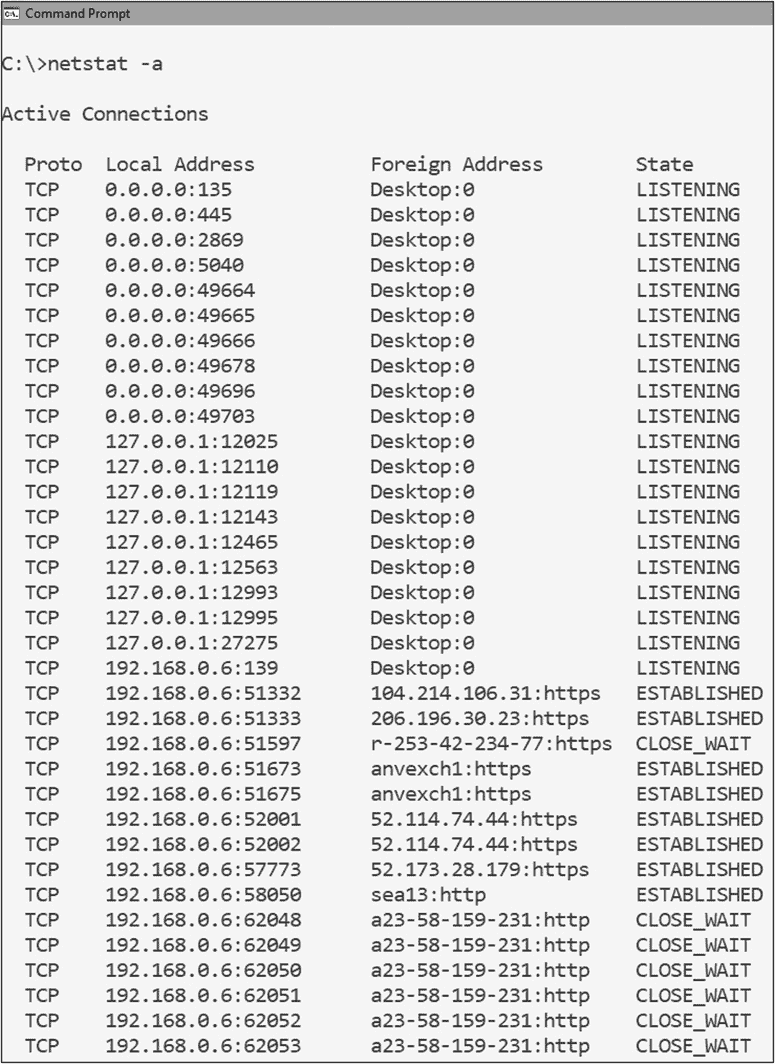 Command Prompt
C:\>netstat -a
Active Connections
Proto  Local Address          Foreign Address        State
TCP    0.0.0.0:135            Desktop:0              LISTENING
TCP    0.0.0.0:445            Desktop:0              LISTENING
TCP    0.0.0.0:2869           Desktop:0              LISTENING
TCP    0.0.0.0:5040           Desktop:0              LISTENING
TCP    0.0.0.0:49664          Desktop:0              LISTENING
TCP    0.0.0.0:49665          Desktop:0              LISTENING
TCP    0.0.0.0:49666          Desktop:0              LISTENING
TCP    0.0.0.0:49678          Desktop:0              LISTENING
TCP    0.0.0.0:49696          Desktop:0              LISTENING
TCP    0.0.0.0:49703          Desktop:0              LISTENING
TCP    127.0.0.1:12025        Desktop:0              LISTENING
TCP    127.0.0.1:12110        Desktop:0              LISTENING
TCP    127.0.0.1:12119        Desktop:0              LISTENING
TCP    127.0.0.1:12143        Desktop:0              LISTENING
TCP    127.0.0.1:12465        Desktop:0              LISTENING
TCP    127.0.0.1:12563        Desktop:0              LISTENING
TCP    127.0.0.1:12993        Desktop:0              LISTENING
TCP    127.0.0.1:12995        Desktop:0              LISTENING
TCP    127.0.0.1:27275        Desktop:0              LISTENING
TCP    192.168.0.6:139        Desktop:0              LISTENING
TCP    192.168.0.6:51332      104.214.106.31:https   ESTABLISHED
TCP    192.168.0.6:51333      206.196.30.23:https    ESTABLISHED
TCP    192.168.0.6:51597      r-253-42-234-77:https  CLOSE_WAIT
TCP    192.168.0.6:51673      anvexch1:https         ESTABLISHED
TCP    192.168.0.6:51675      anvexch1:https         ESTABLISHED
TCP    192.168.0.6:52001      52.114.74.44:https     ESTABLISHED
TCP    192.168.0.6:52002      52.114.74.44:https     ESTABLISHED
TCP    192.168.0.6:57773      52.173.28.179:https    ESTABLISHED
TCP    192.168.0.6:58050      sea13:http             ESTABLISHED
TCP    192.168.0.6:62048      a23-58-159-231:http    CLOSE_WAIT
TCP    192.168.0.6:62049      a23-58-159-231:http    CLOSE_WAIT
TCP    192.168.0.6:62050      a23-58-159-231:http    CLOSE_WAIT
TCP    192.168.0.6:62051      a23-58-159-231:http    CLOSE_WAIT
TCP    192.168.0.6:62052      a23-58-159-231:http    CLOSE_WAIT
TCP    192.168.0.6:62053      a23-58-159-231:http    CLOSE_WAIT